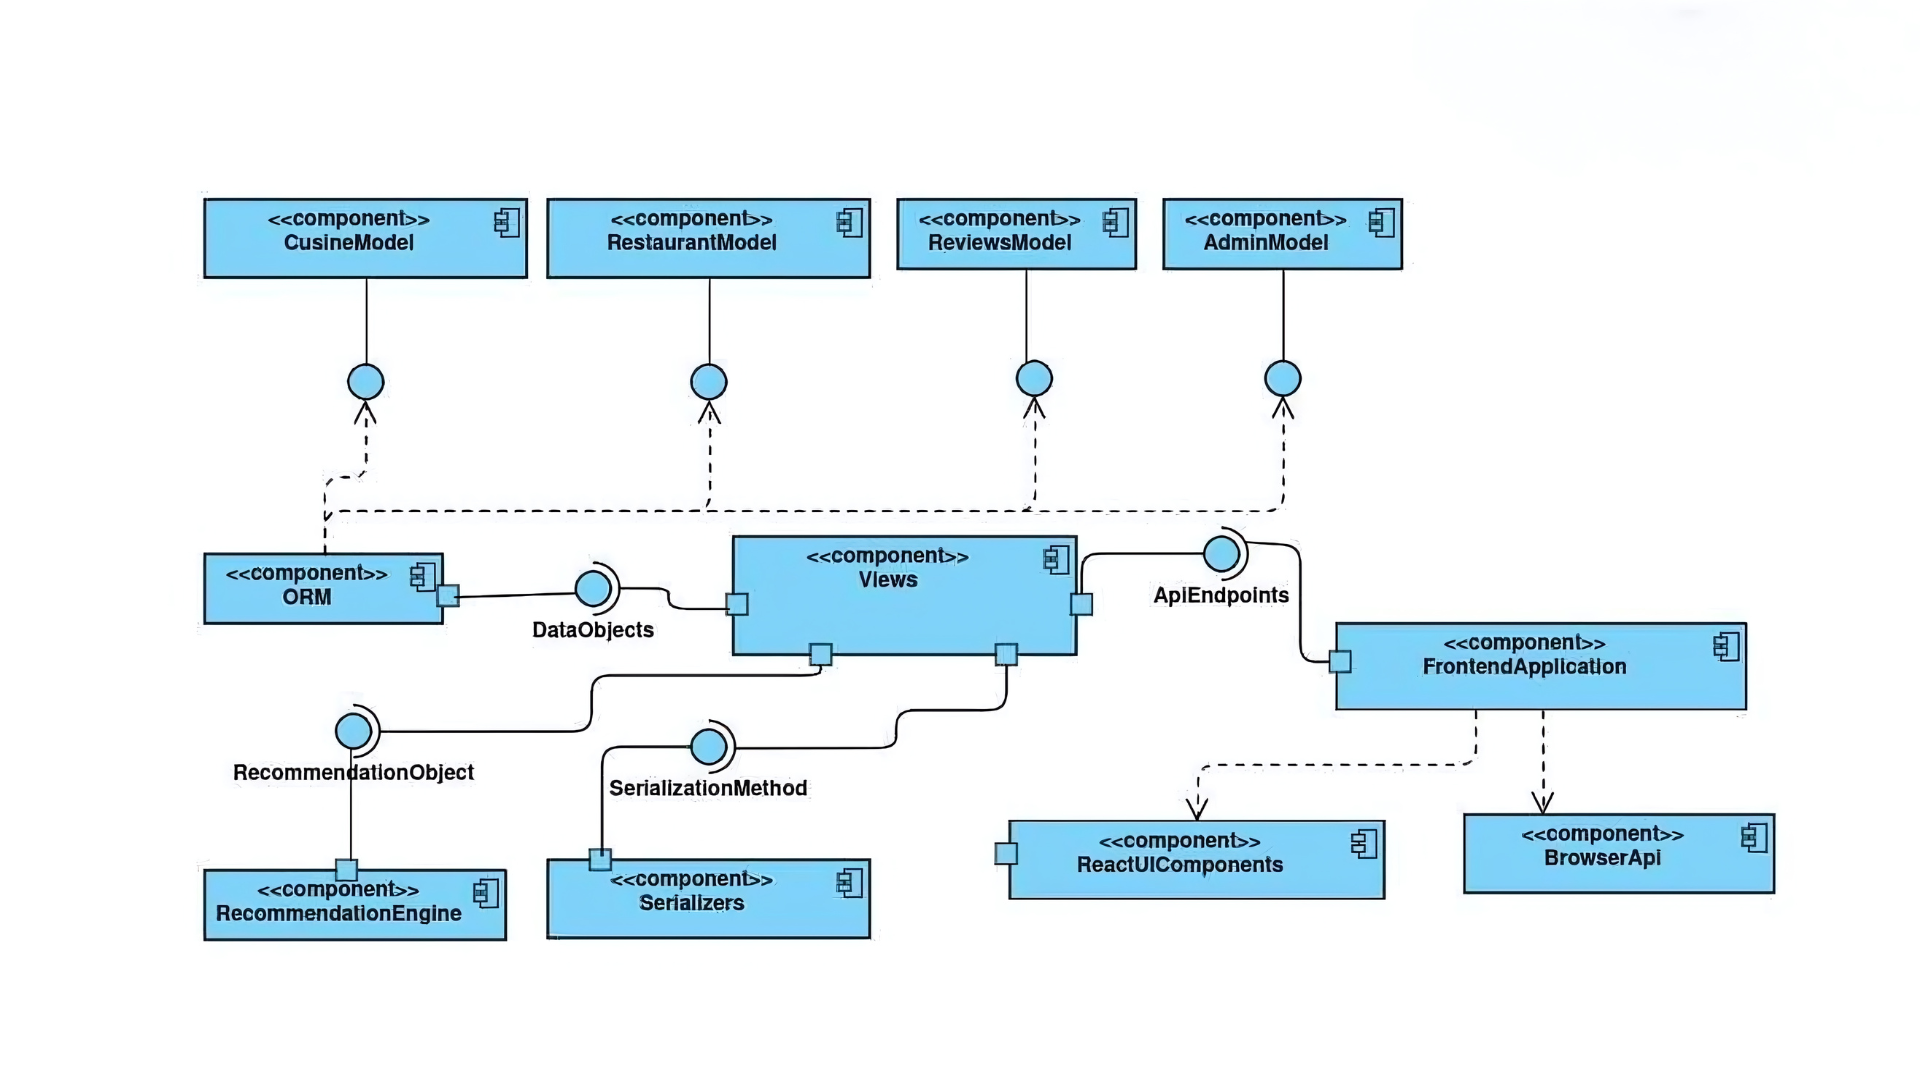 <<component>>
CusineModel
<<component>>
RestaurantModel
<<component>>
ReviewsModel
<<component>>
AdminModel
<<component>>
ORM
DataObjects
<<component>>
Views
ApiEndpoints
<<component>>
FrontendApplication
RecommendationObject
SerializationMethod
<<component>>
RecommendationEngine
<<component>>
Serializers
<<component>>
ReactUIComponents
<<component>>
BrowserApi